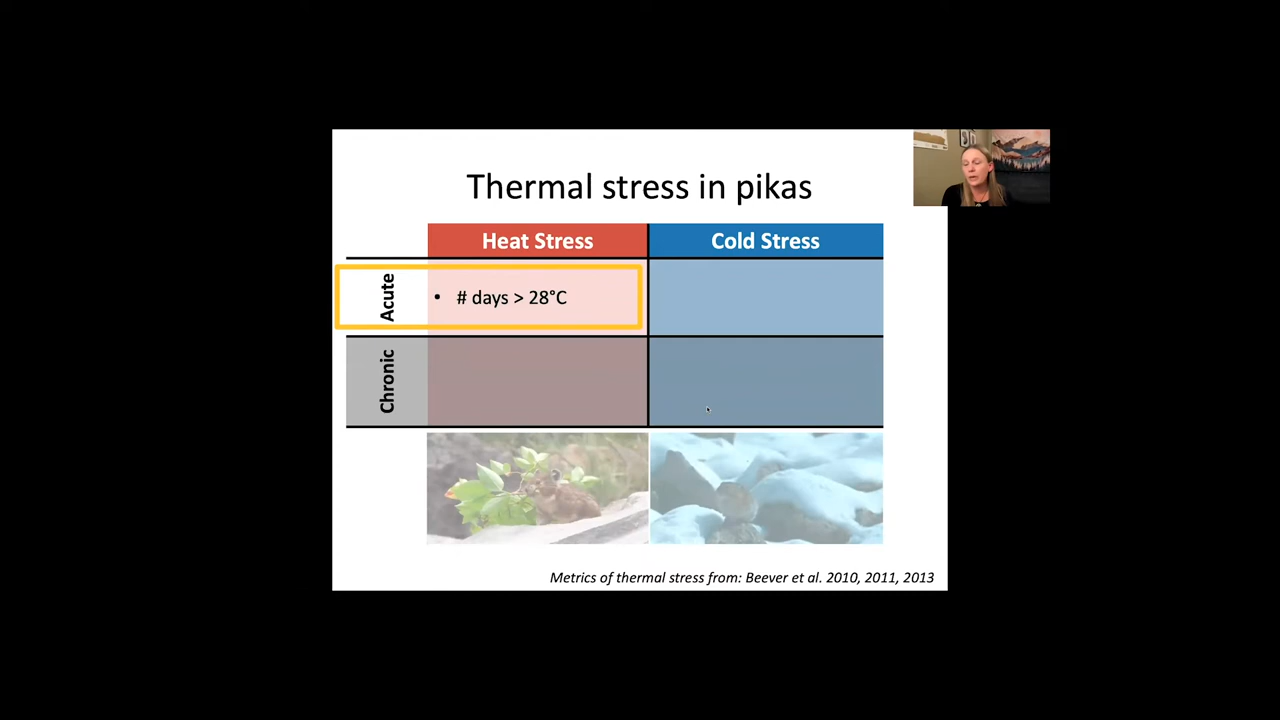 Thermal stress in pikas
Heat Stress
Cold Stress
Acute
• # days > 28°C
Chronic
Metrics of thermal stress from: Beever et al. 2010, 2011, 2013